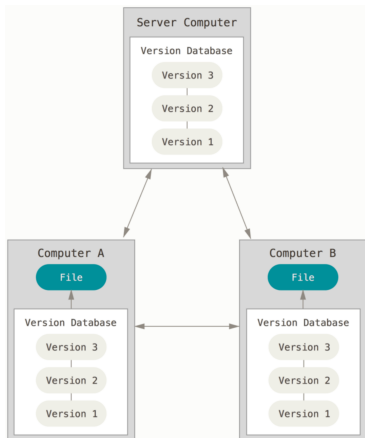 Server Computer
Version Database
Version 3
Version 2
Version 1
Computer A
File
Version Database
Version 3
Version 2
Version 1
Computer B
File
Version Database
Version 3
Version 2
Version 1